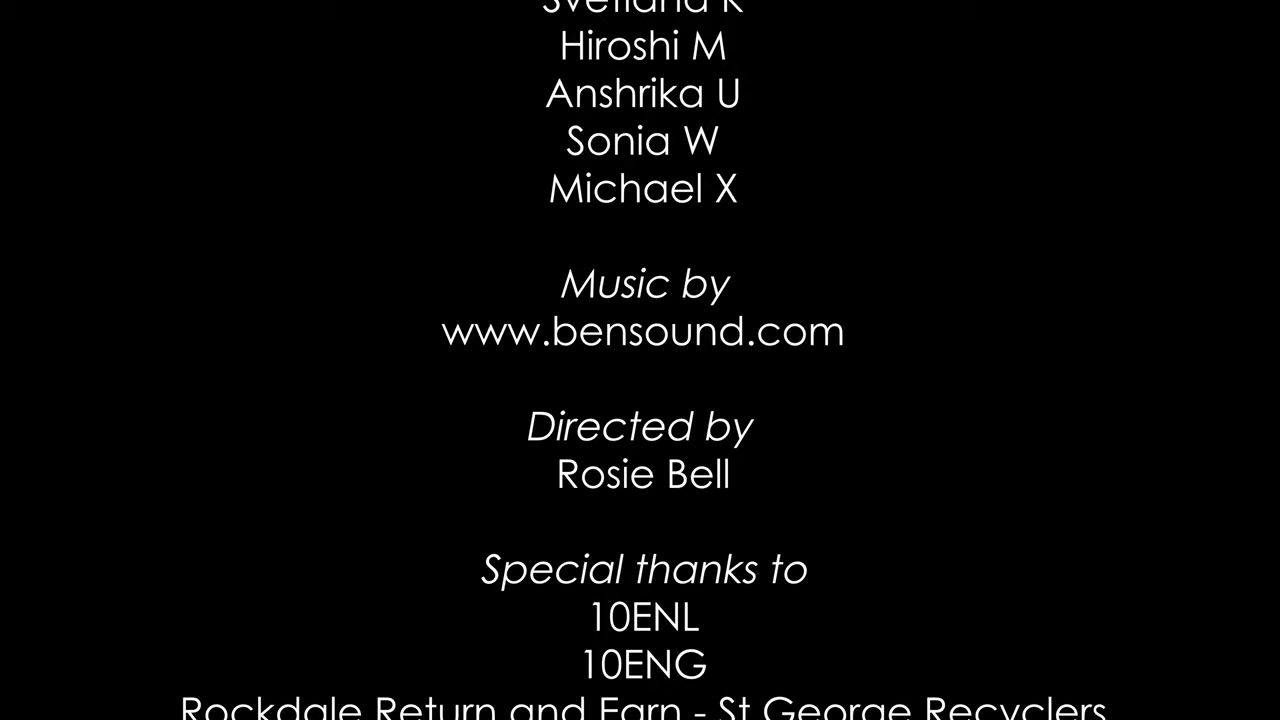 Svetlana K
Hiroshi M
Anshrika U
Sonia W
Michael X
Music by
www.bensound.com
Directed by
Rosie Bell
Special thanks to
10ENL
10ENG
Rockdale Return and Earn - St George Recyclers